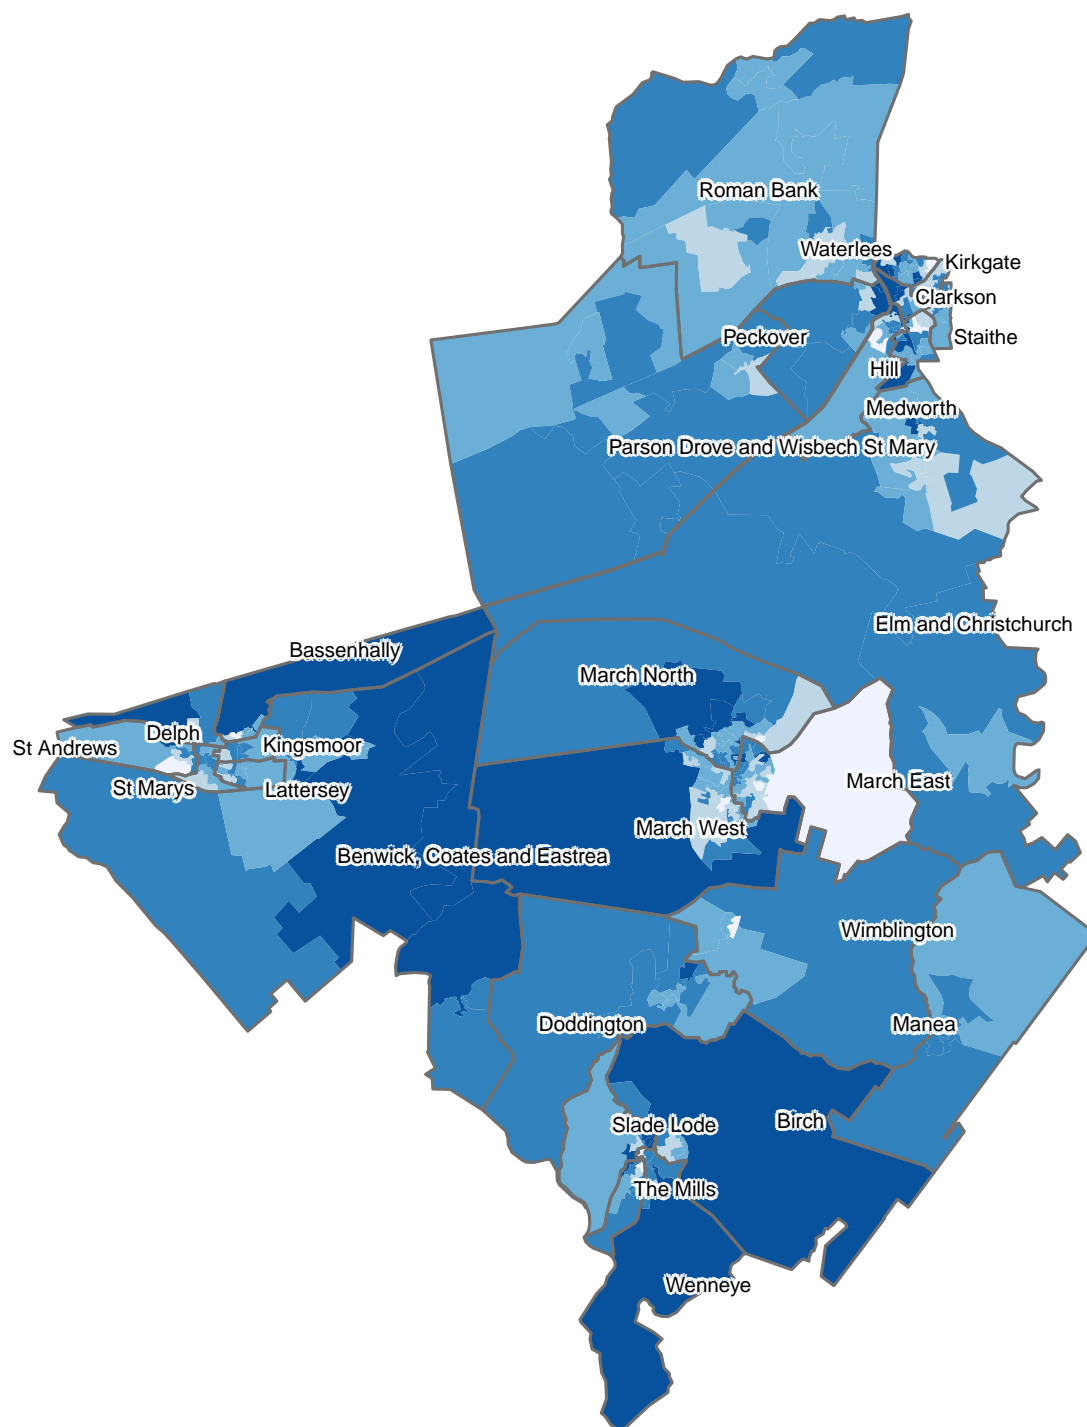 Roman Bank
Waterlees
Kirkgate
Clarkson
Peckover
Staithe
Hill
Medworth
Parson Drove and Wisbech St Mary
Elm and Christchurch
Bassenhally
March North
Delph
St Andrews
Kingsmoor
St Marys
Lattersey
March East
March West
Benwick, Coates and Eastrea
Wimblington
Doddington
Manea
Slade Lode
Birch
The Mills
Wenneye